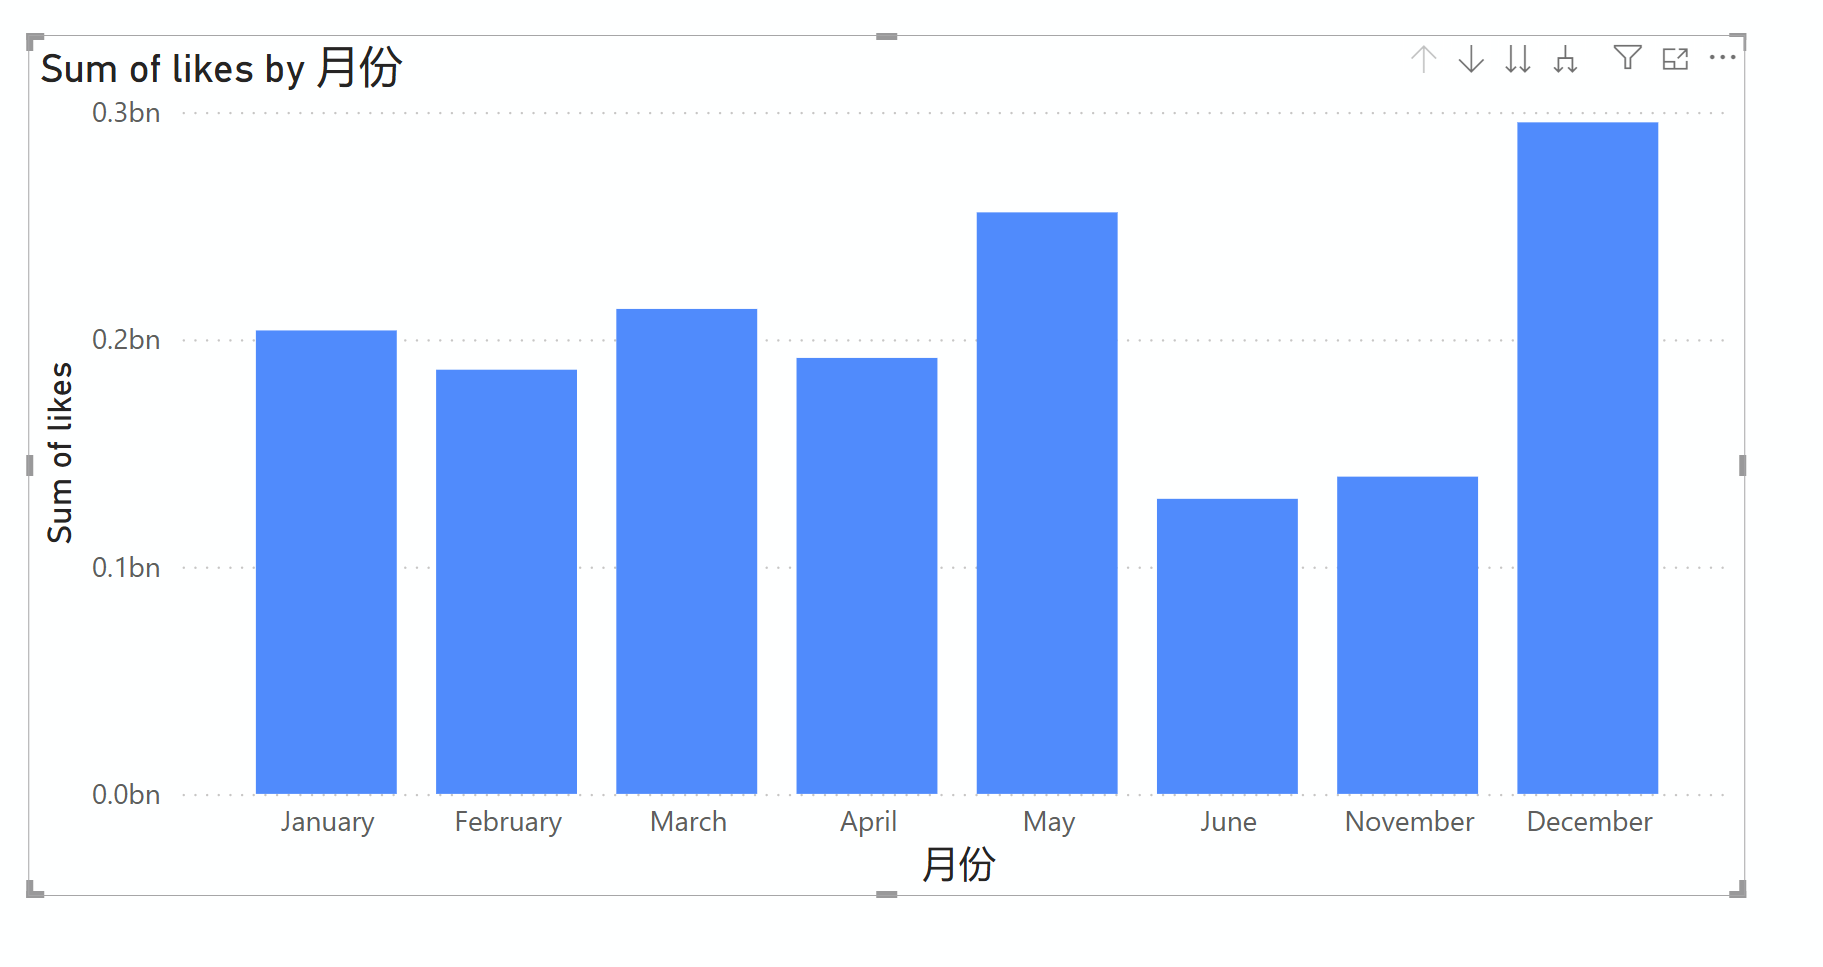 Sum of likes by 月份
0.3bn
0.2bn
0.1bn
0.0bn
Sum of likes
January February March April May June November December
月份